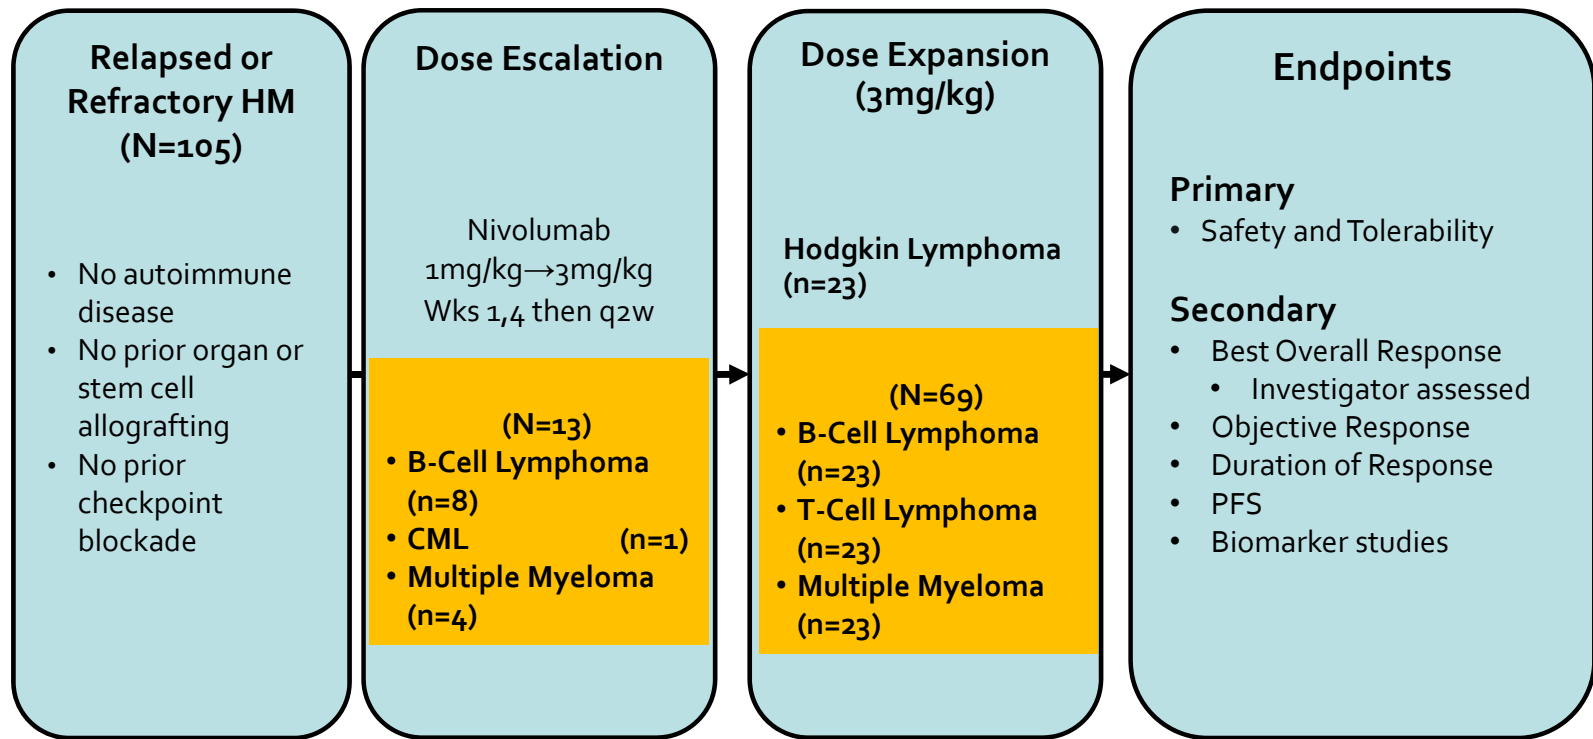 Relapsed or
Refractory HM
(N=105)
• No autoimmune
disease
• No prior organ or
stem cell
allografting
• No prior
checkpoint
blockade
Dose Escalation
Nivolumab
1mg/kg→3mg/kg
Wks 1,4 then q2w
(N=13)
• B-Cell Lymphoma
(n=8)
• CML (n=1)
• Multiple Myeloma
(n=4)
Dose Expansion
(3mg/kg)
Hodgkin Lymphoma
(n=23)
(N=69)
• B-Cell Lymphoma
(n=23)
• T-Cell Lymphoma
(n=23)
• Multiple Myeloma
(n=23)
Endpoints
Primary
• Safety and Tolerability
Secondary
• Best Overall Response
• Investigator assessed
• Objective Response
• Duration of Response
• PFS
• Biomarker studies